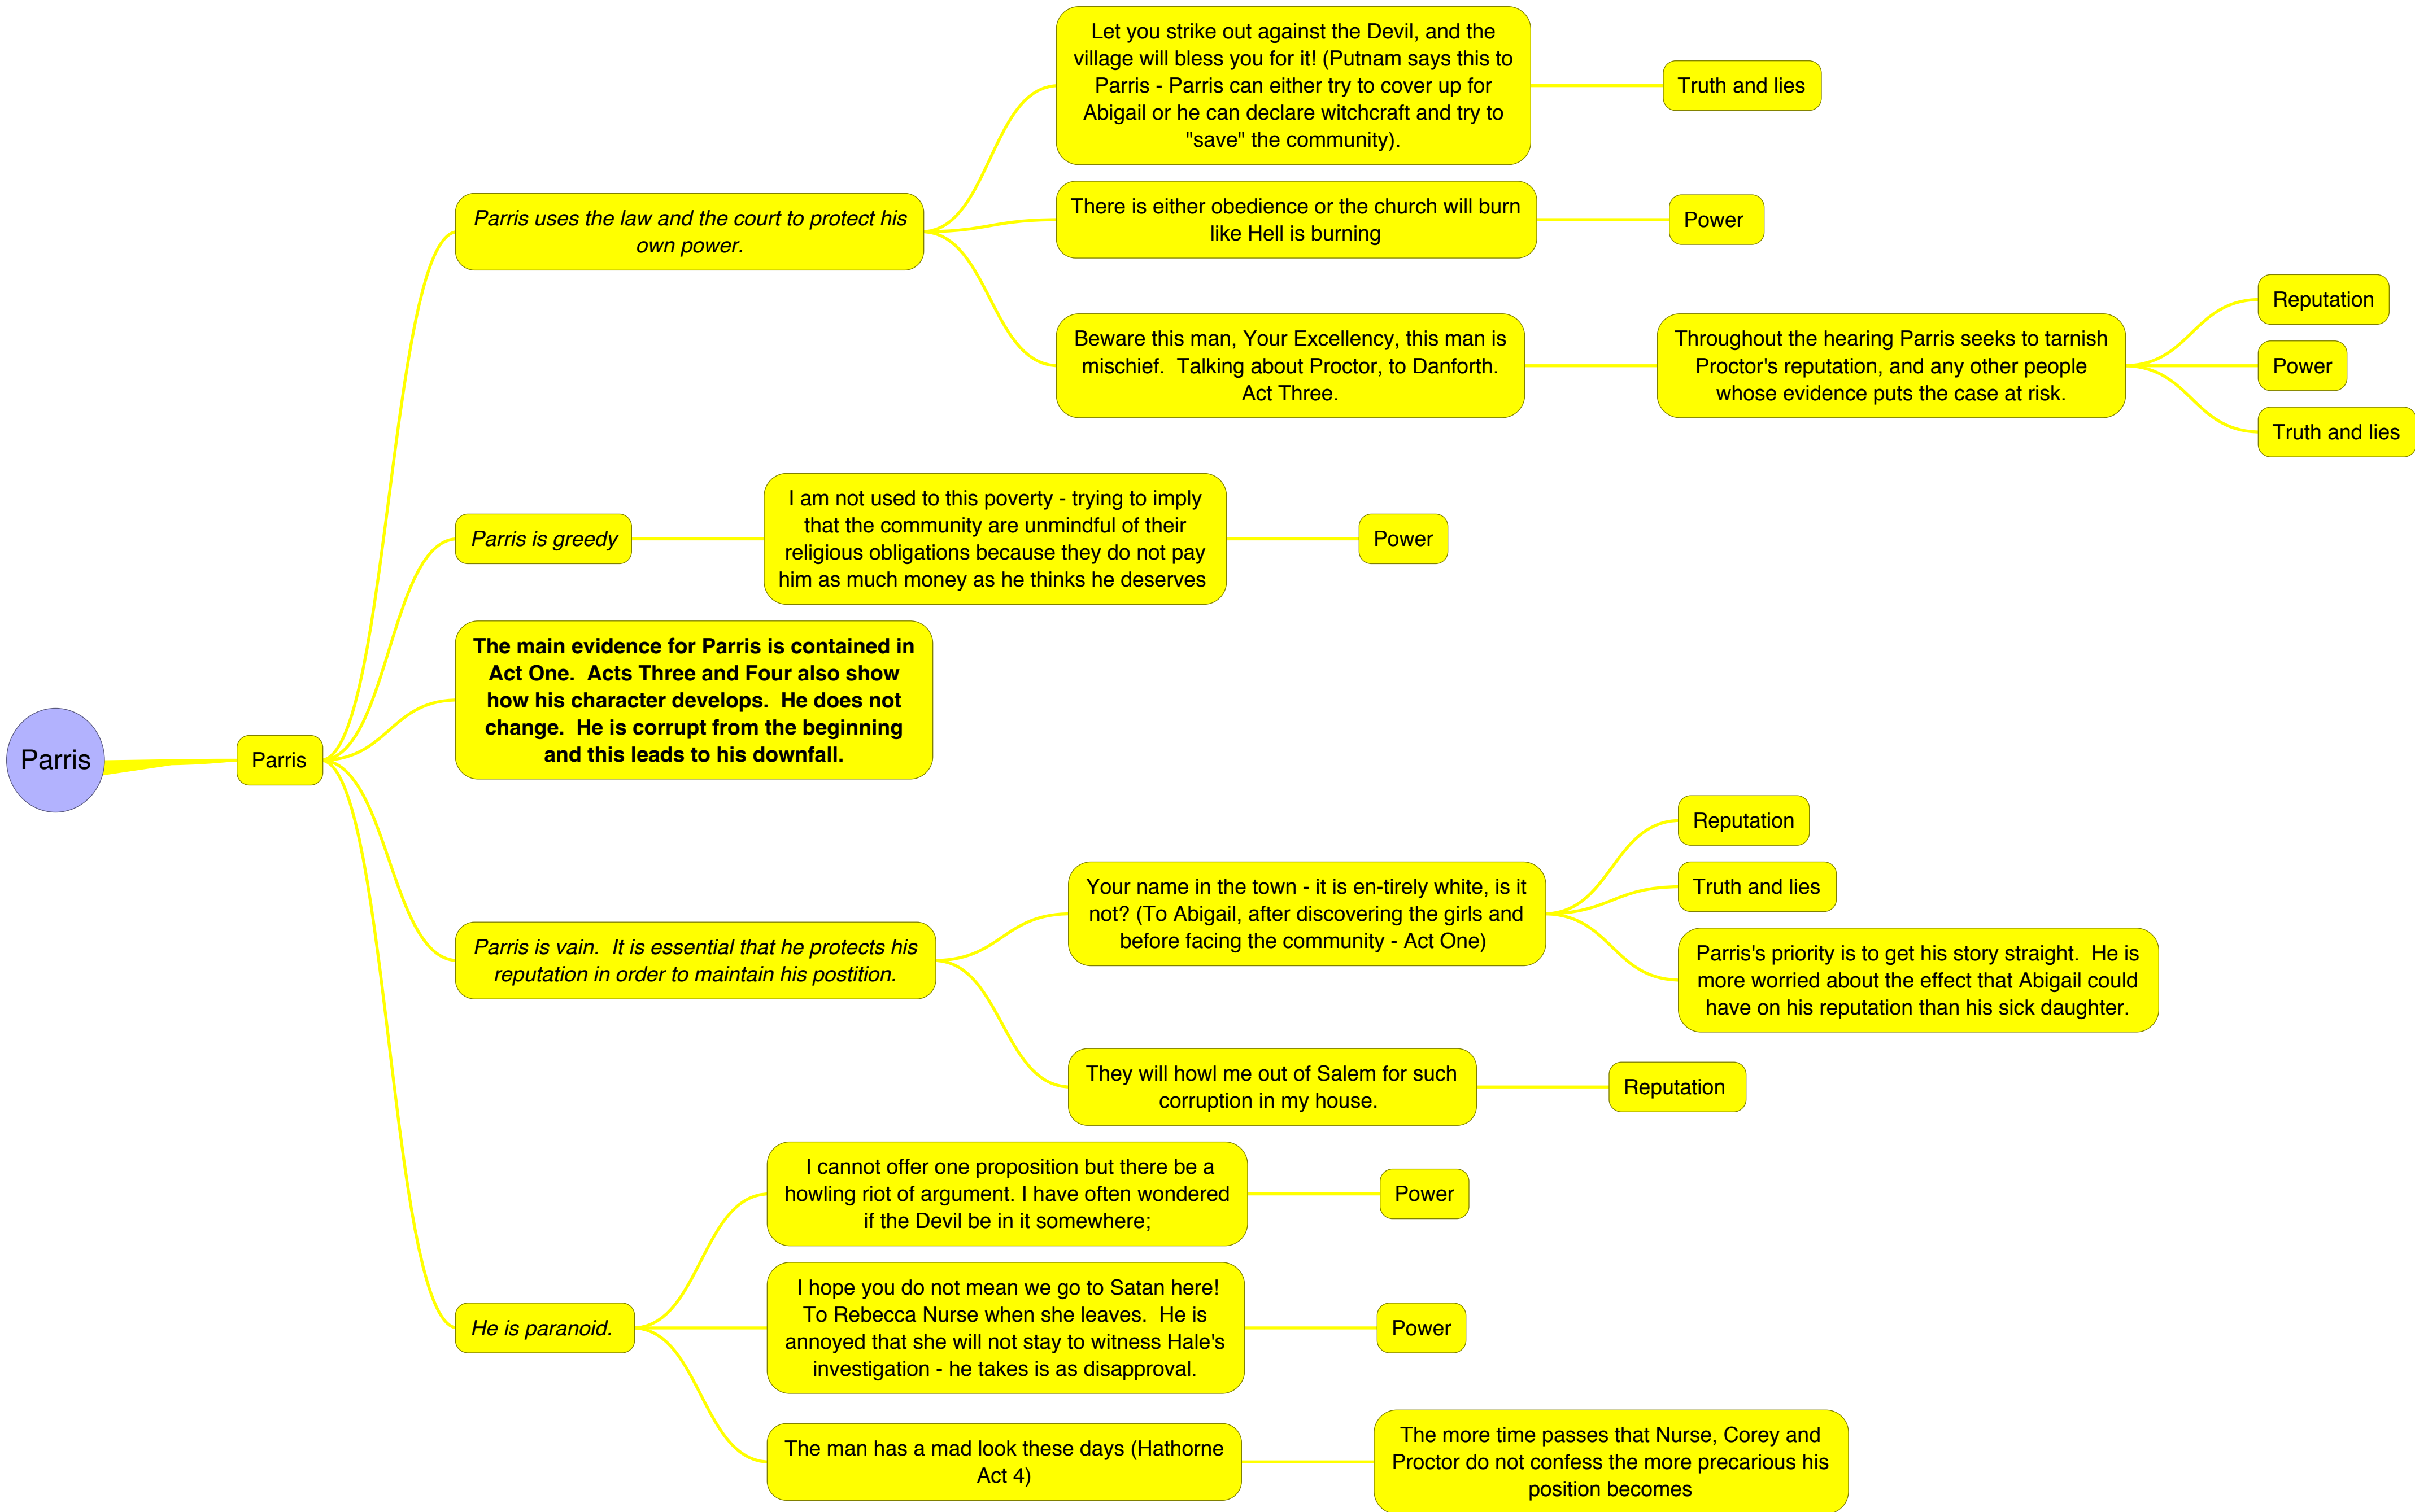 Parris
Parris
Parris uses the law and the court to protect his
own power.
Let you strike out against the Devil, and the
village will bless you for it! (Putnam says this to
Parris - Parris can either try to cover up for
Abigail or he can declare witchcraft and try to
"save" the community).
Truth and lies
There is either obedience or the church will burn
like Hell is burning
Power
Beware this man, Your Excellency, this man is
mischief.  Talking about Proctor, to Danforth.
Act Three.
Throughout the hearing Parris seeks to tarnish
Proctor's reputation, and any other people
whose evidence puts the case at risk.
Reputation
Power
Truth and lies
Parris is greedy
I am not used to this poverty - trying to imply
that the community are unmindful of their
religious obligations because they do not pay
him as much money as he thinks he deserves
Power
The main evidence for Parris is contained in
Act One.  Acts Three and Four also show
how his character develops.  He does not
change.  He is corrupt from the beginning
and this leads to his downfall.
Parris is vain.  It is essential that he protects his
reputation in order to maintain his postition.
Your name in the town - it is en-tirely white, is it
not? (To Abigail, after discovering the girls and
before facing the community - Act One)
Reputation
Truth and lies
Parris's priority is to get his story straight.  He is
more worried about the effect that Abigail could
have on his reputation than his sick daughter.
They will howl me out of Salem for such
corruption in my house.
Reputation
He is paranoid.
I cannot offer one proposition but there be a
howling riot of argument. I have often wondered
if the Devil be in it somewhere;
Power
I hope you do not mean we go to Satan here!
To Rebecca Nurse when she leaves.  He is
annoyed that she will not stay to witness Hale's
investigation - he takes is as disapproval.
Power
The man has a mad look these days (Hathorne
Act 4)
The more time passes that Nurse, Corey and
Proctor do not confess the more precarious his
position becomes